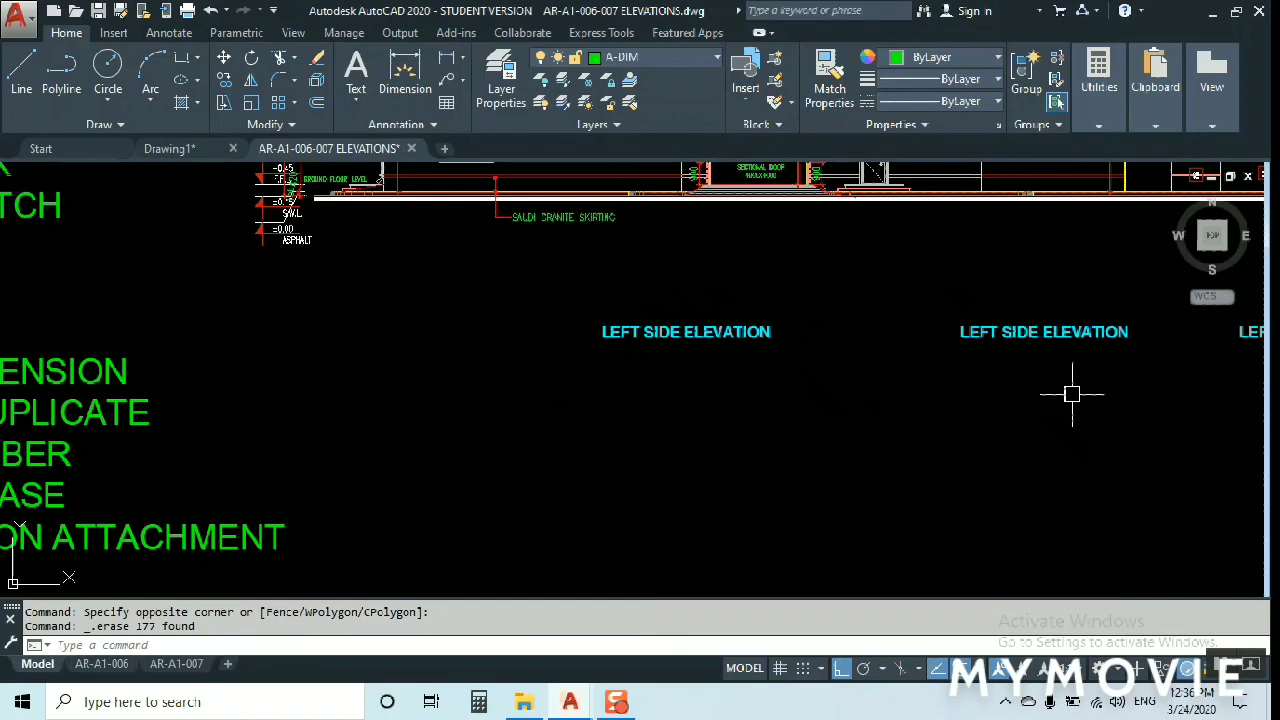 Autodesk AutoCAD 2020 - STUDENT VERSION AR-A1-006-007 ELEVATIONS.dwg
Type a keyword or phrase
Sign In
Home Insert Annotate Parametric View Manage Output Add-ins Collaborate Express Tools Featured Apps
A-DIM
ByLayer
ByLayer
ByLayer
Line Polyline Circle Arc
Text Dimension
Layer Properties
Insert
Match Properties
Group
Utilities
Clipboard
View
Draw Modify Annotation Layers Block Properties Groups
Start
Drawing1*
AR-A1-006-007 ELEVATIONS*
GROUND FLOOR LEVEL
SECTIONAL DOOR
SAUDI GRANITE SKIRTING
ASPHALT
N
W TOP E
S
WCS
TCH
LEFT SIDE ELEVATION
LEFT SIDE ELEVATION
LEF
ENSION
UPLICATE
BER
ASE
ON ATTACHMENT
X
Command: Specify opposite corner or [Fence/WPolygon/CPolygon]:
Command: _.erase 177 found
Type a command
Activate Windows
Go to Settings to activate Windows.
Model AR-A1-006 AR-A1-007
MODEL
MYMOVIE
Type here to search
ENG
12:36 PM
3/24/2020